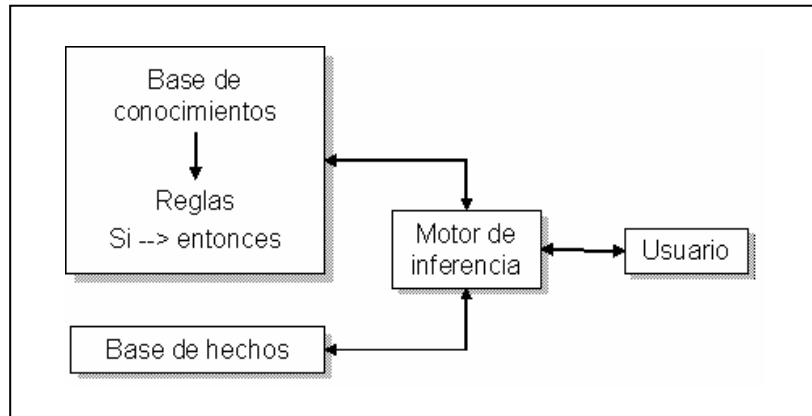 Base de
conocimientos
Reglas
Si --> entonces
Motor de
inferencia
Usuario
Base de hechos